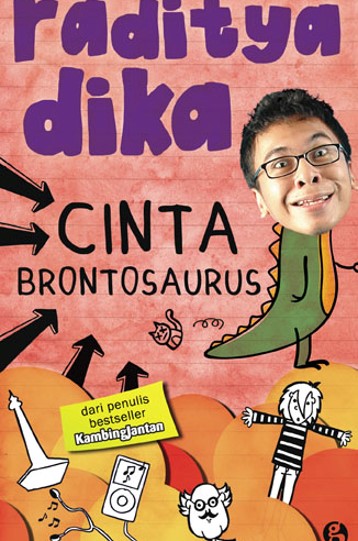 raditya
dika
CINTA
BRONTOSAURUS
dari penulis
bestseller
KambingJantan
g